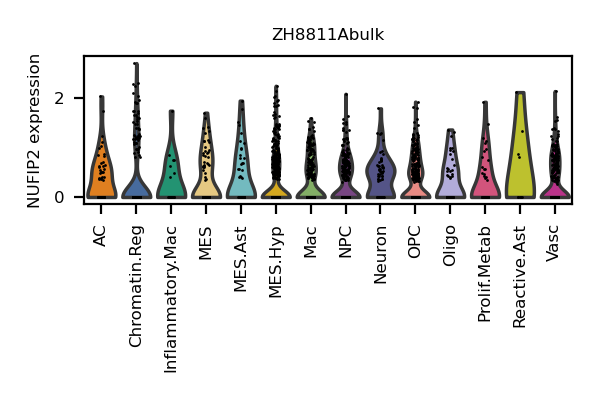 ZH8811Abulk
NUFIP2 expression
2
0
AC
Chromatin.Reg
Inflammatory.Mac
MES
MES.Ast
MES.Hyp
Mac
NPC
Neuron
OPC
Oligo
Prolif.Metab
Reactive.Ast
Vasc